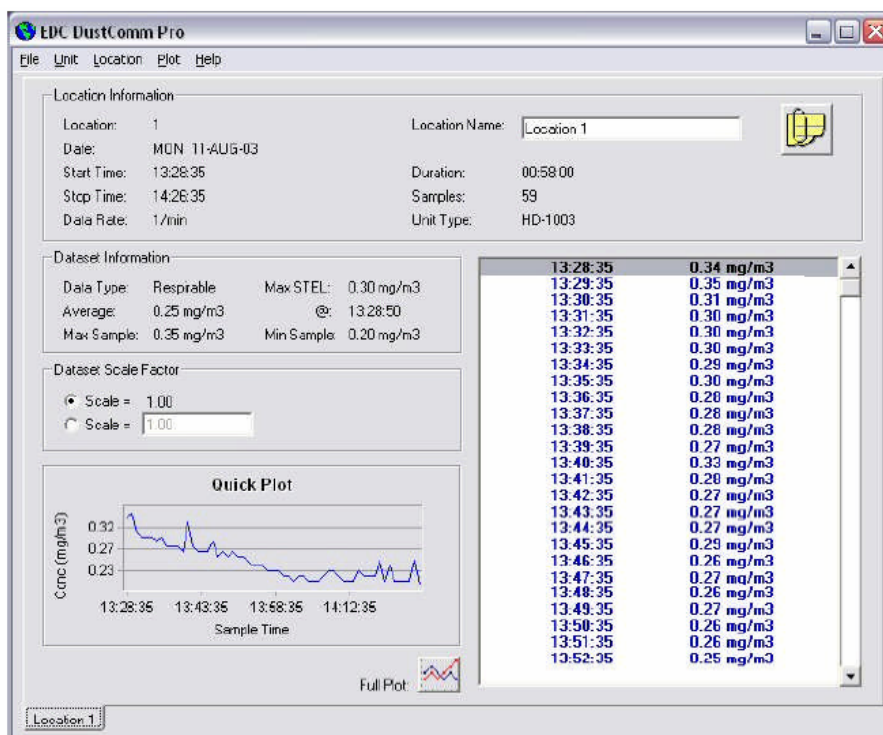 EDC DustComm Pro
File Unit Location Plot Help
Location Information
Location: 1 Location Name: Location 1
Date: MON 11-AUG-03
Start Time: 13:28:35 Duration: 00:58:00
Stop Time: 14:26:35 Samples: 59
Data Rate: 1/min Unit Type: HD-1003
Dataset Information
Data Type: Respirable Max STEL: 0.30 mg/m3
Average: 0.25 mg/m3 @: 13:28:50
Max Sample: 0.35 mg/m3 Min Sample: 0.20 mg/m3
Dataset Scale Factor
Scale = 1.00
Scale = 1.00
Quick Plot
Conc (mg/m3)
0.32
0.27
0.23
13:28:35 13:43:35 13:58:35 14:12:35
Sample Time
Full Plot:
13:28:35 0.34 mg/m3
13:29:35 0.35 mg/m3
13:30:35 0.31 mg/m3
13:31:35 0.30 mg/m3
13:32:35 0.30 mg/m3
13:33:35 0.30 mg/m3
13:34:35 0.29 mg/m3
13:35:35 0.30 mg/m3
13:36:35 0.28 mg/m3
13:37:35 0.28 mg/m3
13:38:35 0.28 mg/m3
13:39:35 0.27 mg/m3
13:40:35 0.33 mg/m3
13:41:35 0.28 mg/m3
13:42:35 0.27 mg/m3
13:43:35 0.27 mg/m3
13:44:35 0.27 mg/m3
13:45:35 0.29 mg/m3
13:46:35 0.26 mg/m3
13:47:35 0.27 mg/m3
13:48:35 0.26 mg/m3
13:49:35 0.27 mg/m3
13:50:35 0.26 mg/m3
13:51:35 0.26 mg/m3
13:52:35 0.25 mg/m3
Location 1